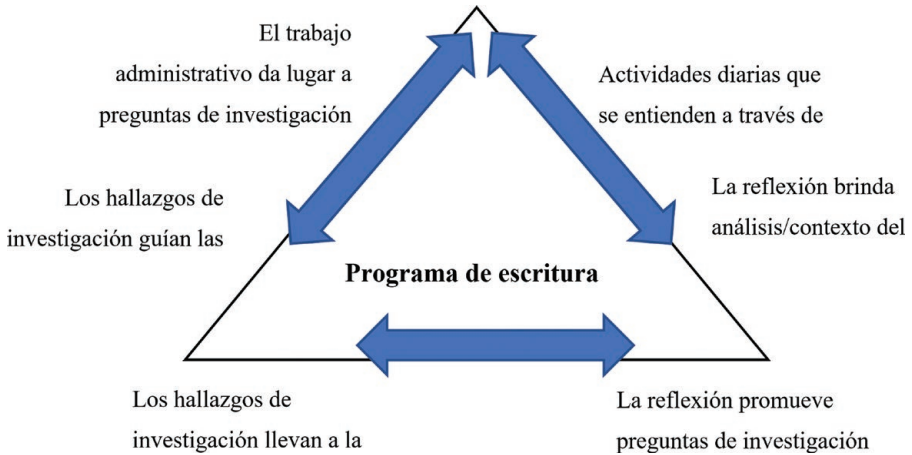 El trabajo
administrativo da lugar a
preguntas de investigación
Actividades diarias que
se entienden a través de
Los hallazgos de
investigación guían las
La reflexión brinda
análisis/contexto del
Programa de escritura
Los hallazgos de
investigación llevan a la
La reflexión promueve
preguntas de investigación